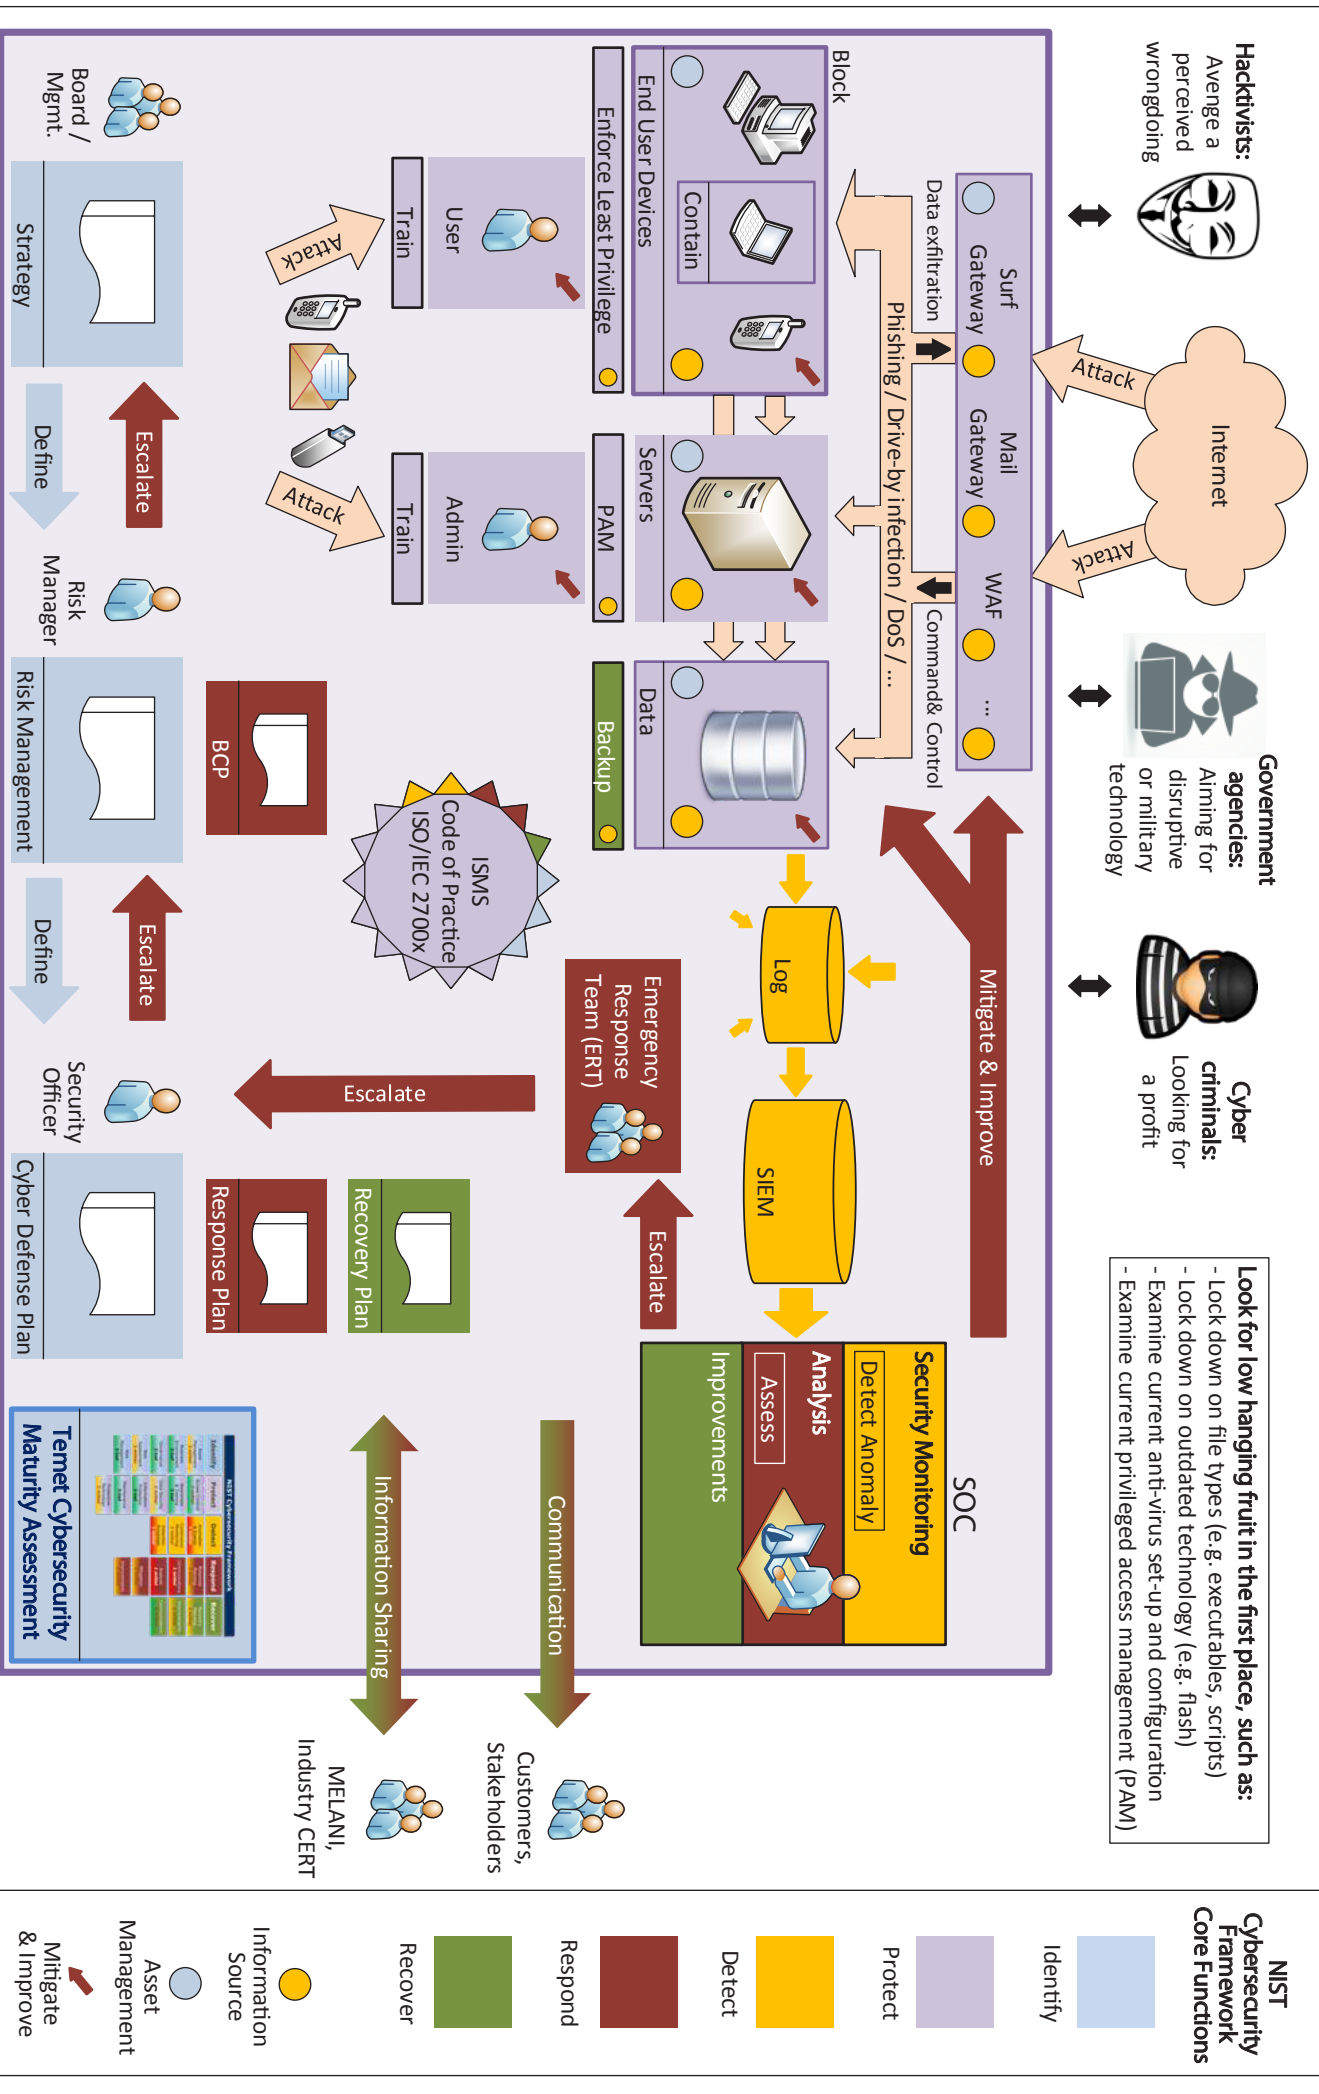 Hacktivists:
Avenge a
perceived
wrongdoing
Internet
Attack
Attack
Government
agencies:
Aiming for
disruptive
or military
technology
Cyber
criminals:
Looking for
a profit
Look for low hanging fruit in the first place, such as:
- Lock down on file types (e.g. executables, scripts)
- Lock down on outdated technology (e.g. flash)
- Examine current anti-virus set-up and configuration
- Examine current privileged access management (PAM)
Surf
Gateway
Mail
Gateway
WAF
...
Data exfiltration
Command& Control
Phishing / Drive-by infection / DoS / ...
Mitigate & Improve
Block
Contain
End User Devices
Enforce Least Privilege
Servers
PAM
Data
Backup
Log
SIEM
SOC
Security Monitoring
Detect Anomaly
Analysis
Assess
Improvements
Escalate
Emergency
Response
Team (ERT)
User
Train
Admin
Train
Attack
Attack
ISMS
Code of Practice
ISO/IEC 2700x
Escalate
Communication
Customers,
Stakeholders
Information Sharing
MELANI,
Industry CERT
BCP
Recovery Plan
Response Plan
Board /
Mgmt.
Strategy
Escalate
Define
Risk
Manager
Risk Management
Escalate
Define
Security
Officer
Cyber Defense Plan
NIST Cybersecurity Framework
Identify
Protect
Detect
Respond
Recover
Temet Cybersecurity
Maturity Assessment
NIST
Cybersecurity
Framework
Core Functions
Identify
Protect
Detect
Respond
Recover
Information
Source
Asset
Management
Mitigate
& Improve